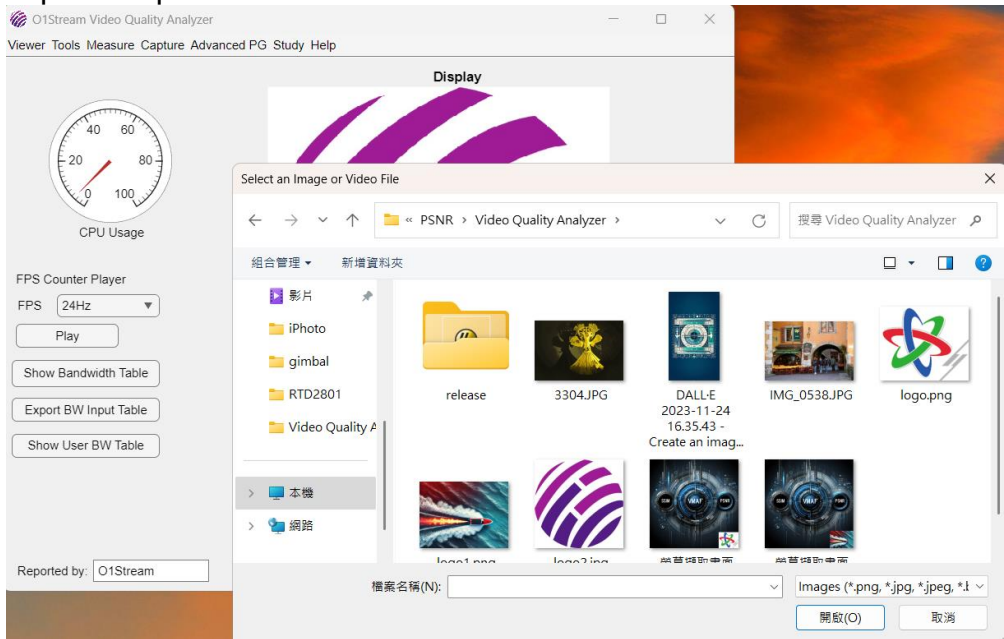 O1Stream Video Quality Analyzer
Viewer Tools Measure Capture Advanced PG Study Help
Display
40 60
20 80
0 100
CPU Usage
FPS Counter Player
FPS 24Hz
Play
Show Bandwidth Table
Export BW Input Table
Show User BW Table
Reported by: O1Stream
Select an Image or Video File
« PSNR > Video Quality Analyzer >
搜尋 Video Quality Analyzer
組合管理 新增資料夾
影片
iPhoto
gimbal
RTD2801
Video Quality A
本機
網路
release
3304.JPG
DALL·E
2023-11-24
16.35.43 -
Create an imag...
IMG_0538.JPG
logo.png
VMAF
VMAF
logo1.png
logo2.jpg
螢幕擷取畫面
螢幕擷取畫面
檔案名稱(N):
Images (*.png, *.jpg, *.jpeg, *.b
開啟(O)
取消